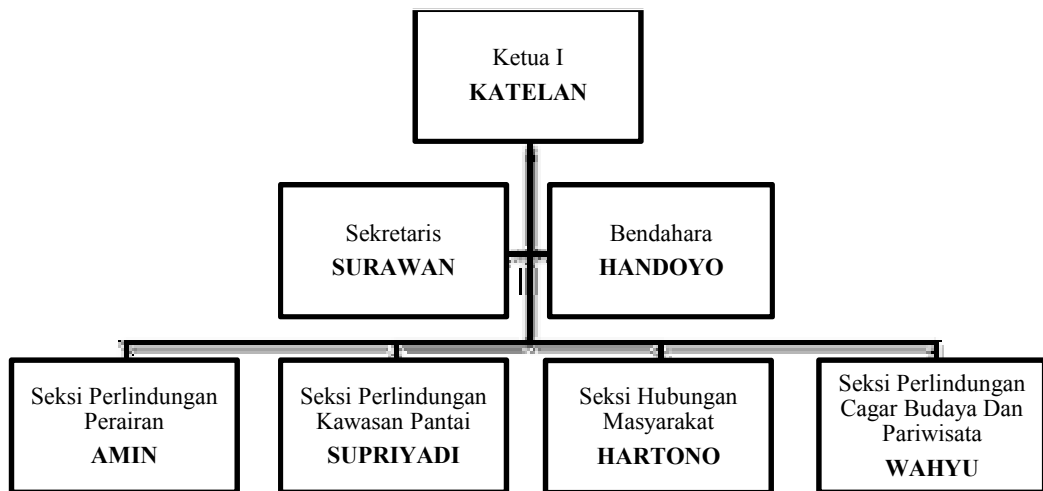 Ketua I
KATELAN
Sekretaris
SURAWAN
Bendahara
HANDOYO
Seksi Perlindungan
Perairan
AMIN
Seksi Perlindungan
Kawasan Pantai
SUPRIYADI
Seksi Hubungan
Masyarakat
HARTONO
Seksi Perlindungan
Cagar Budaya Dan
Pariwisata
WAHYU